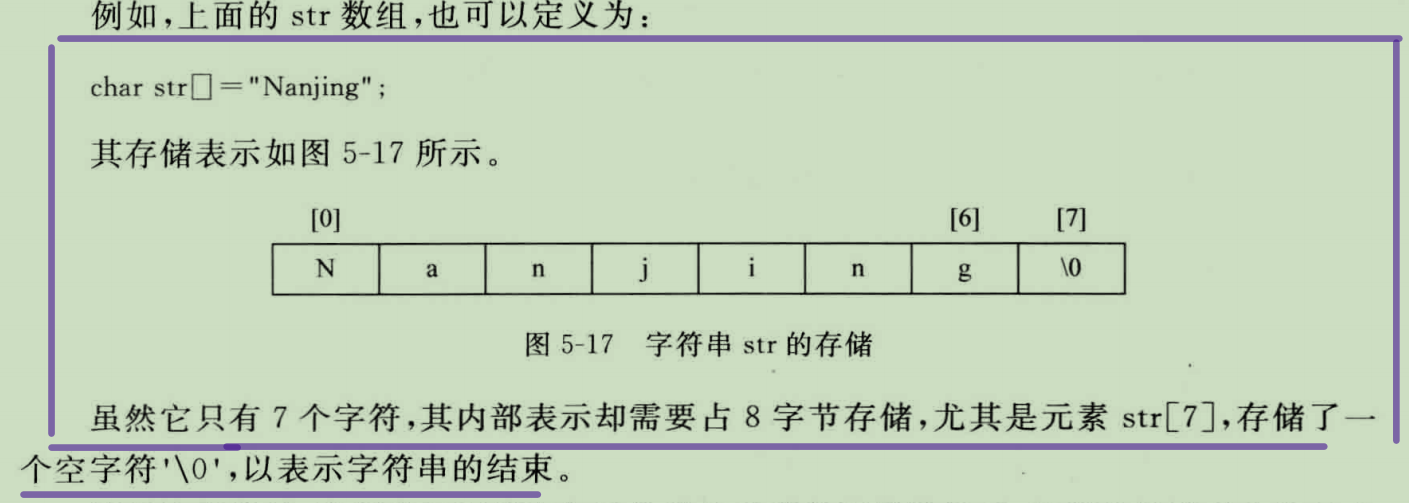 例如,上面的 str 数组,也可以定义为:
char str[]="Nanjing";
其存储表示如图 5-17 所示。
[0] [6] [7]
N a n j i n g \0
图 5-17 字符串 str 的存储
虽然它只有 7 个字符,其内部表示却需要占 8 字节存储,尤其是元素 str[7],存储了一
个空字符'\0',以表示字符串的结束。